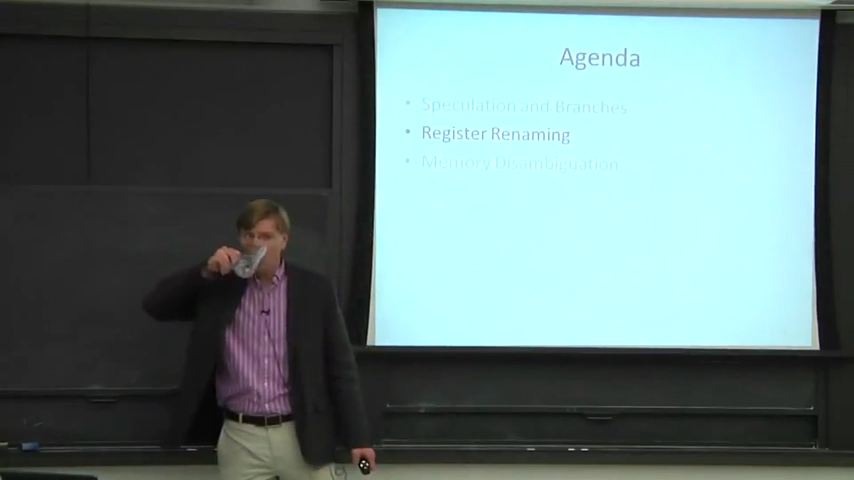 Agenda
• Speculation and Branches
• Register Renaming
• Memory Disambiguation